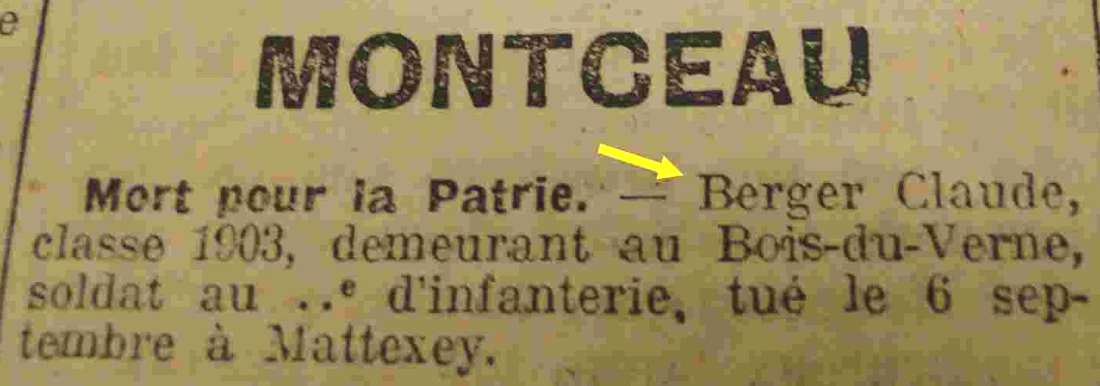 e
MONTCEAU
Mort pour la Patrie. — Berger Claude,
classe 1903, demeurant au Bois-du-Verne,
soldat au ..e d'infanterie, tué le 6 sep-
tembre à Mattexey.